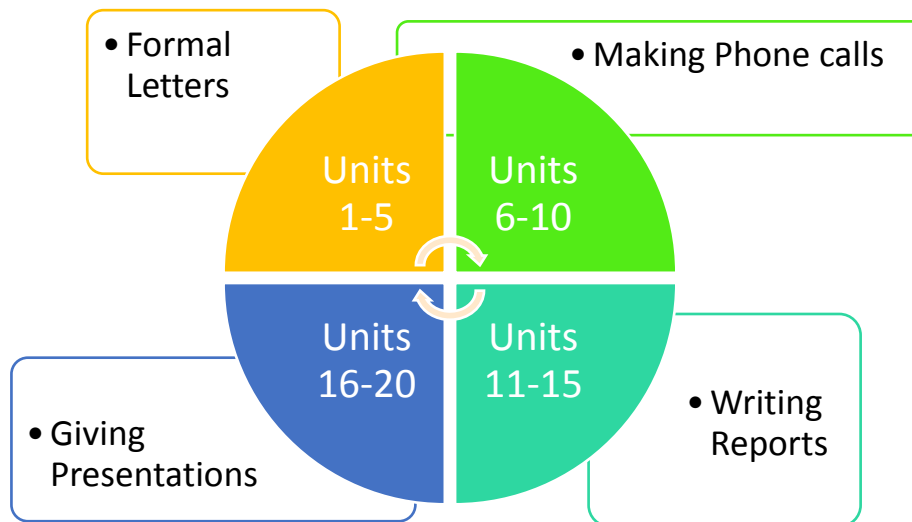 • Formal
Letters
• Making Phone calls
Units
1-5
Units
6-10
Units
16-20
Units
11-15
• Giving
Presentations
• Writing
Reports